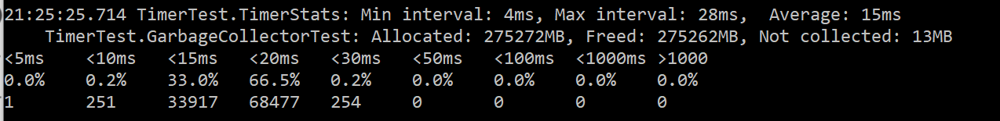 21:25:25.714 TimerTest.TimerStats: Min interval: 4ms, Max interval: 28ms,  Average: 15ms
TimerTest.GarbageCollectorTest: Allocated: 275272MB, Freed: 275262MB, Not collected: 13MB
<5ms <10ms <15ms <20ms <30ms <50ms <100ms <1000ms >1000
0.0% 0.2% 33.0% 66.5% 0.2% 0.0% 0.0% 0.0% 0.0%
1 251 33917 68477 254 0 0 0 0